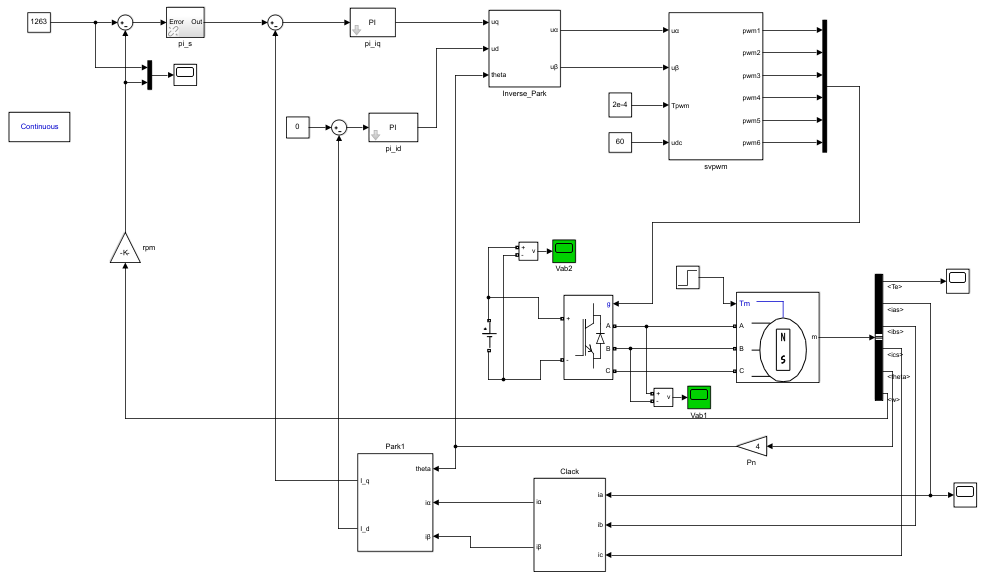 1263
Error
Out
pi_s
PI
pi_iq
uq
ud
theta
uα
uβ
Inverse_Park
uα
uβ
Tpwm
udc
pwm1
pwm2
pwm3
pwm4
pwm5
pwm6
svpwm
2e-4
60
Continuous
0
PI
pi_id
-K-
rpm
+
-
v
Vab2
g
+
A
B
-
C
Tm
A
B
C
N
S
m
<Te>
<ias>
<ibs>
<ics>
<theta>
<w>
+
-
v
Vab1
4
Pn
Park1
theta
I_q
iα
I_d
iβ
Clack
iα
iβ
ia
ib
ic